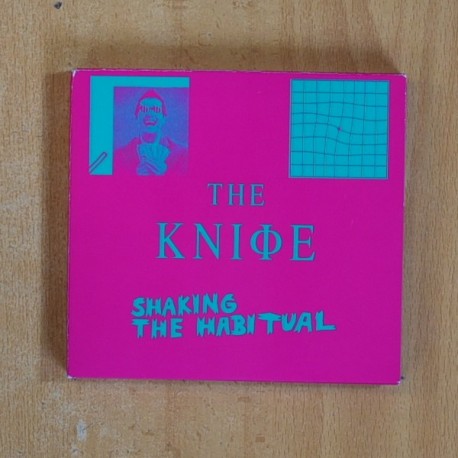 THE
KNIΦE
SHAKING
THE HABITUAL